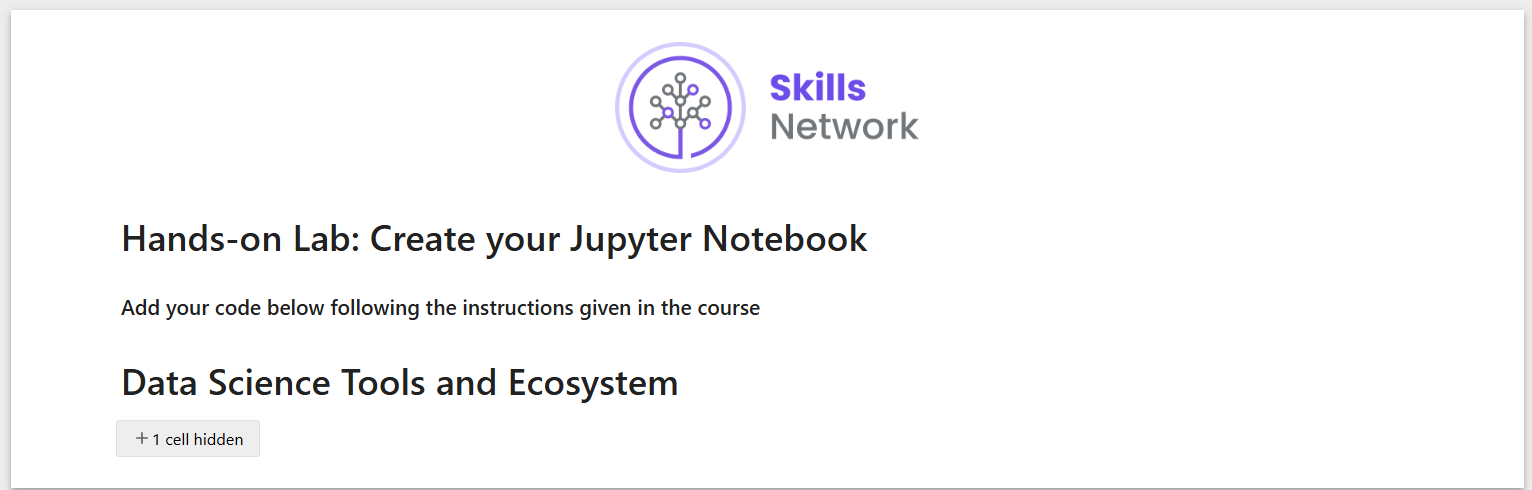 Skills
Network
Hands-on Lab: Create your Jupyter Notebook
Add your code below following the instructions given in the course
Data Science Tools and Ecosystem
+ 1 cell hidden